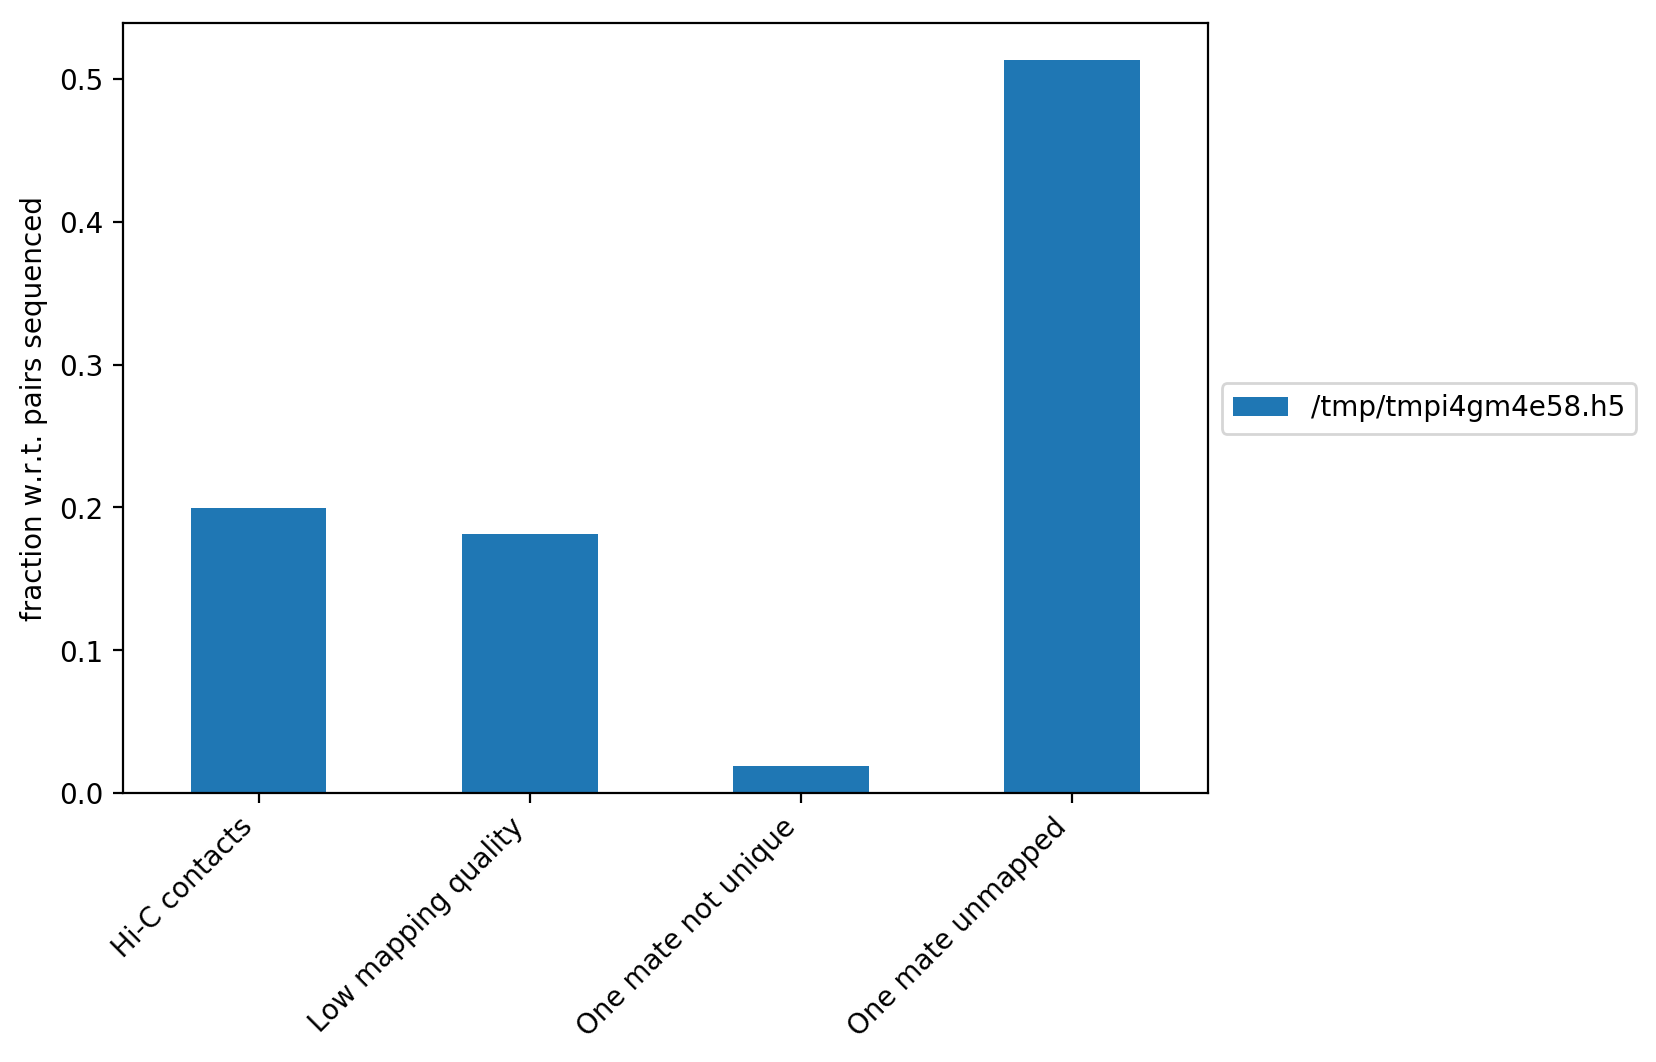 fraction w.r.t. pairs sequenced
0.5
0.4
0.3
0.2
0.1
0.0
Hi-C contacts
Low mapping quality
One mate not unique
One mate unmapped
/tmp/tmpi4gm4e58.h5